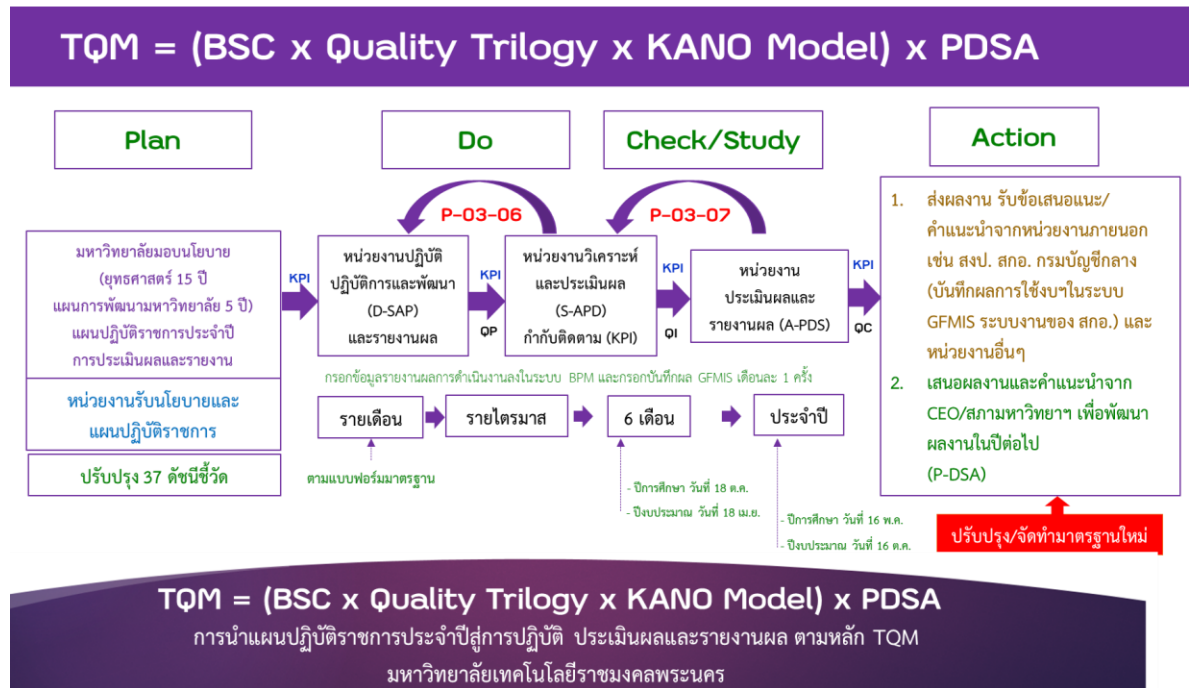 TQM = (BSC x Quality Trilogy x KANO Model) x PDSA
Plan
Do
Check/Study
Action
P-03-06
P-03-07
มหาวิทยาลัยมอบนโยบาย
(ยุทธศาสตร์ 15 ปี
แผนการพัฒนามหาวิทยาลัย 5 ปี)
แผนปฏิบัติราชการประจำปี
การประเมินผลและรายงาน
หน่วยงานรับนโยบายและ
แผนปฏิบัติราชการ
ปรับปรุง 37 ดัชนีชี้วัด
KPI
หน่วยงานปฏิบัติ
ปฏิบัติการและพัฒนา
(D-SAP)
และรายงานผล
KPI
QP
หน่วยงานวิเคราะห์
และประเมินผล
(S-APD)
กำกับติดตาม (KPI)
KPI
QI
หน่วยงาน
ประเมินผลและ
รายงานผล (A-PDS)
KPI
QC
1. ส่งผลงาน รับข้อเสนอแนะ/
คำแนะนำจากหน่วยงานภายนอก
เช่น สงป. สกอ. กรมบัญชีกลาง
(บันทึกผลการใช้งบฯในระบบ
GFMIS ระบบงานของ สกอ.) และ
หน่วยงานอื่นๆ
2. เสนอผลงานและคำแนะนำจาก
CEO/สภามหาวิทยาฯ เพื่อพัฒนา
ผลงานในปีต่อไป
(P-DSA)
กรอกข้อมูลรายงานผลการดำเนินงานลงในระบบ BPM และกรอกบันทึกผล GFMIS เดือนละ 1 ครั้ง
รายเดือน
รายไตรมาส
6 เดือน
ประจำปี
ตามแบบฟอร์มมาตรฐาน
- ปีการศึกษา วันที่ 18 ต.ค.
- ปีงบประมาณ วันที่ 18 เม.ย.
- ปีการศึกษา วันที่ 16 พ.ค.
- ปีงบประมาณ วันที่ 16 ต.ค.
ปรับปรุง/จัดทำมาตรฐานใหม่
TQM = (BSC x Quality Trilogy x KANO Model) x PDSA
การนำแผนปฏิบัติราชการประจำปีสู่การปฏิบัติ ประเมินผลและรายงานผล ตามหลัก TQM
มหาวิทยาลัยเทคโนโลยีราชมงคลพระนคร